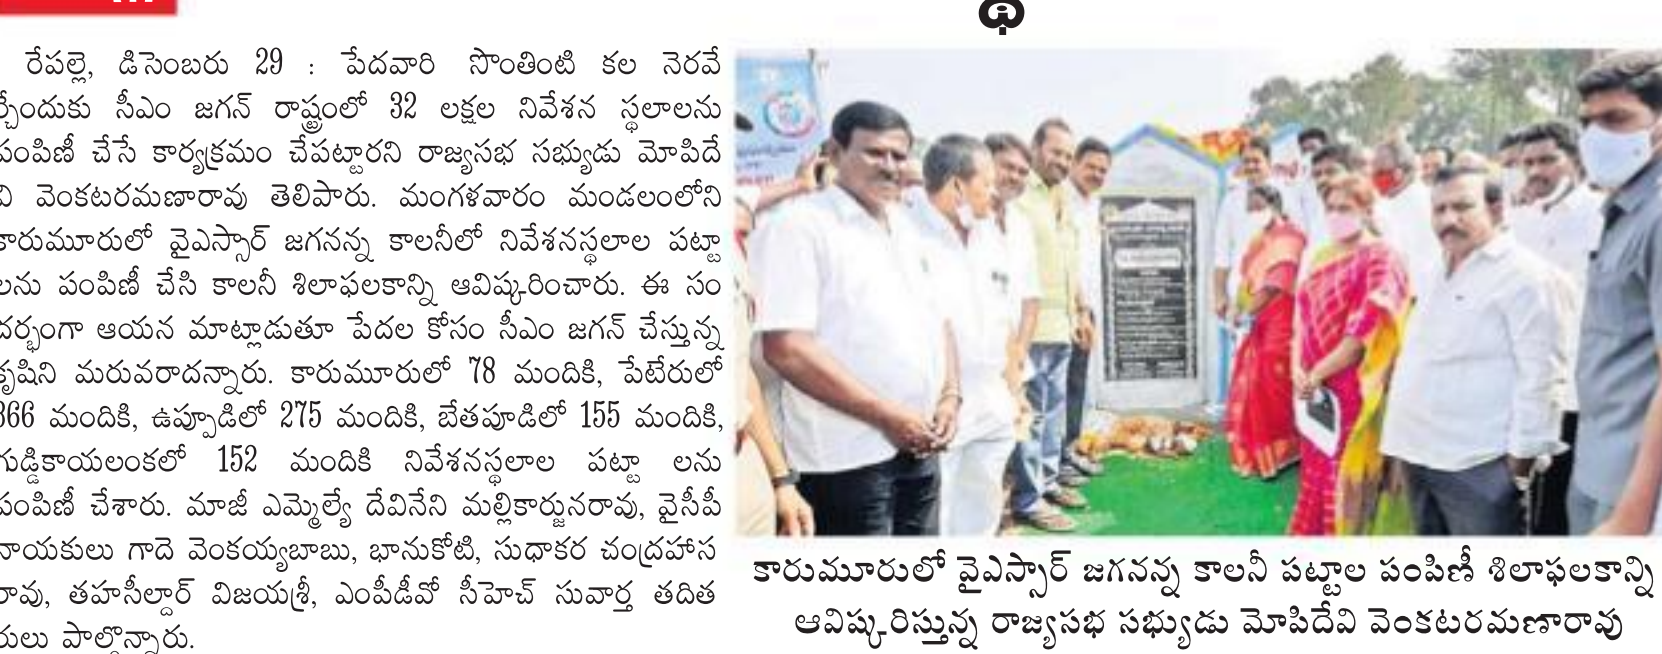 రేపల్లె, డిసెంబరు 29 : పేదవారి సొంతింటి కల నెరవే
ర్చేందుకు సీఎం జగన్ రాష్ట్రంలో 32 లక్షల నివేశన స్థలాలను
పంపిణీ చేసే కార్యక్రమం చేపట్టారని రాజ్యసభ సభ్యుడు మోపిదే
వి వెంకటరమణారావు తెలిపారు. మంగళవారం మండలంలోని
కారుమూరులో వైఎస్సార్ జగనన్న కాలనీలో నివేశనస్థలాల పట్టా
లను పంపిణీ చేసి కాలనీ శిలాఫలకాన్ని ఆవిష్కరించారు. ఈ సం
దర్భంగా ఆయన మాట్లాడుతూ పేదల కోసం సీఎం జగన్ చేస్తున్న
కృషిని మరువరాదన్నారు. కారుమూరులో 78 మందికి, పేటేరులో
366 మందికి, ఉప్పూడిలో 275 మందికి, బేతపూడిలో 155 మందికి,
గుడ్డికాయలంకలో 152 మందికి నివేశనస్థలాల పట్టా లను
పంపిణీ చేశారు. మాజీ ఎమ్మెల్యే దేవినేని మల్లికార్జునరావు, వైసీపీ
నాయకులు గాదె వెంకయ్యబాబు, భానుకోటి, సుధాకర చంద్రహాస
రావు, తహసీల్దార్ విజయశ్రీ, ఎంపీడీవో సీహెచ్ సువార్త తదిత
రులు పాల్గొన్నారు.
కారుమూరులో వైఎస్సార్ జగనన్న కాలనీ పట్టాల పంపిణీ శిలాఫలకాన్ని
ఆవిష్కరిస్తున్న రాజ్యసభ సభ్యుడు మోపిదేవి వెంకటరమణారావు